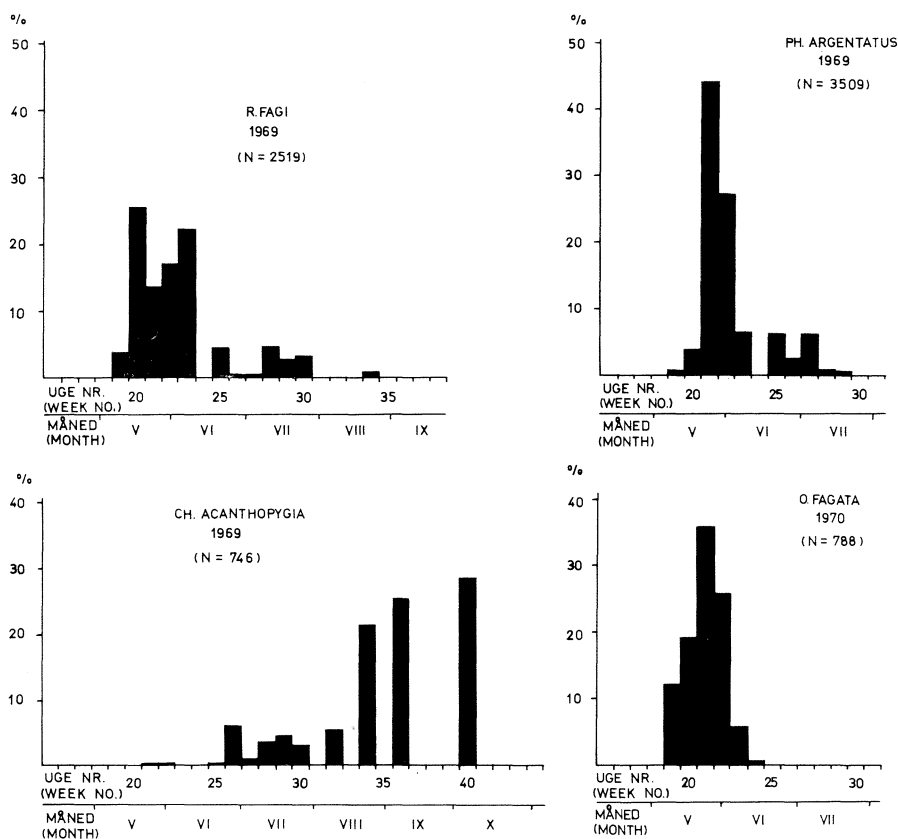 %
50
40
30
20
10
R. FAGI
1969
(N = 2519)
UGE NR. 20 25 30 35
(WEEK NO.)
MÅNED V VI VII VIII IX
(MONTH)
%
50
40
30
20
10
PH. ARGENTATUS
1969
(N = 3509)
UGE NR. 20 25 30
(WEEK NO.)
MÅNED V VI VII
(MONTH)
%
40
30
20
10
CH. ACANTHOPYGIA
1969
(N = 746)
UGE NR. 20 25 30 35 40
(WEEK NO.)
MÅNED V VI VII VIII IX X
(MONTH)
%
40
30
20
10
O. FAGATA
1970
(N = 788)
UGE NR. 20 25 30
(WEEK NO.)
MÅNED V VI VII
(MONTH)